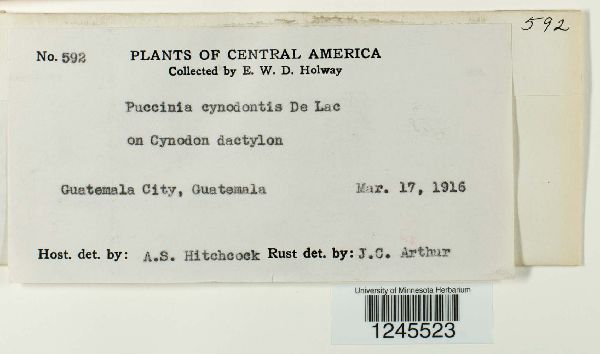 592
No. 592 PLANTS OF CENTRAL AMERICA
Collected by E. W. D. Holway
Puccinia cynodontis De Lac
on Cynodon dactylon
Guatemala City, Guatemala Mar. 17, 1916
Host. det. by: A.S. Hitchcock Rust det. by: J.C. Arthur
University of Minnesota Herbarium
1245523